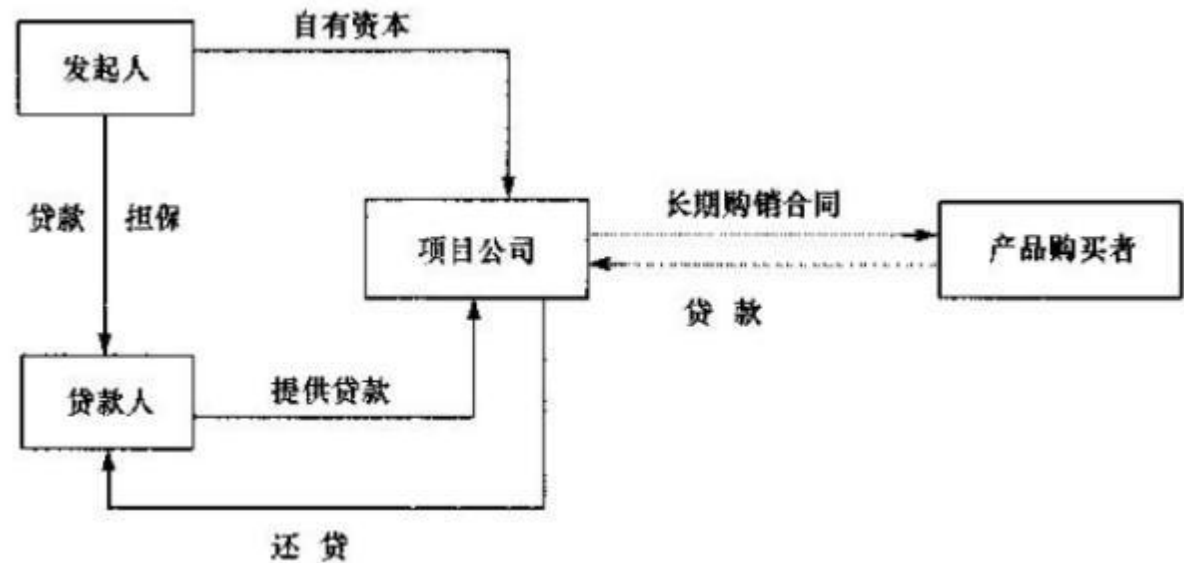 自有资本
发起人
贷款 担保
长期购销合同
项目公司
产品购买者
贷款
贷款人
提供贷款
还贷